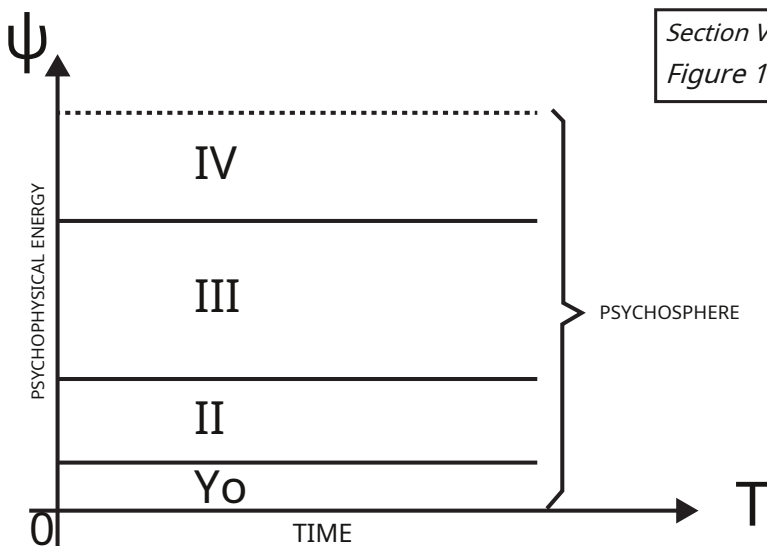 ψ
Section V
Figure 1
IV
III
PSYCHOPHYSICAL ENERGY
PSYCHOSPHERE
II
Yo
T
0
TIME